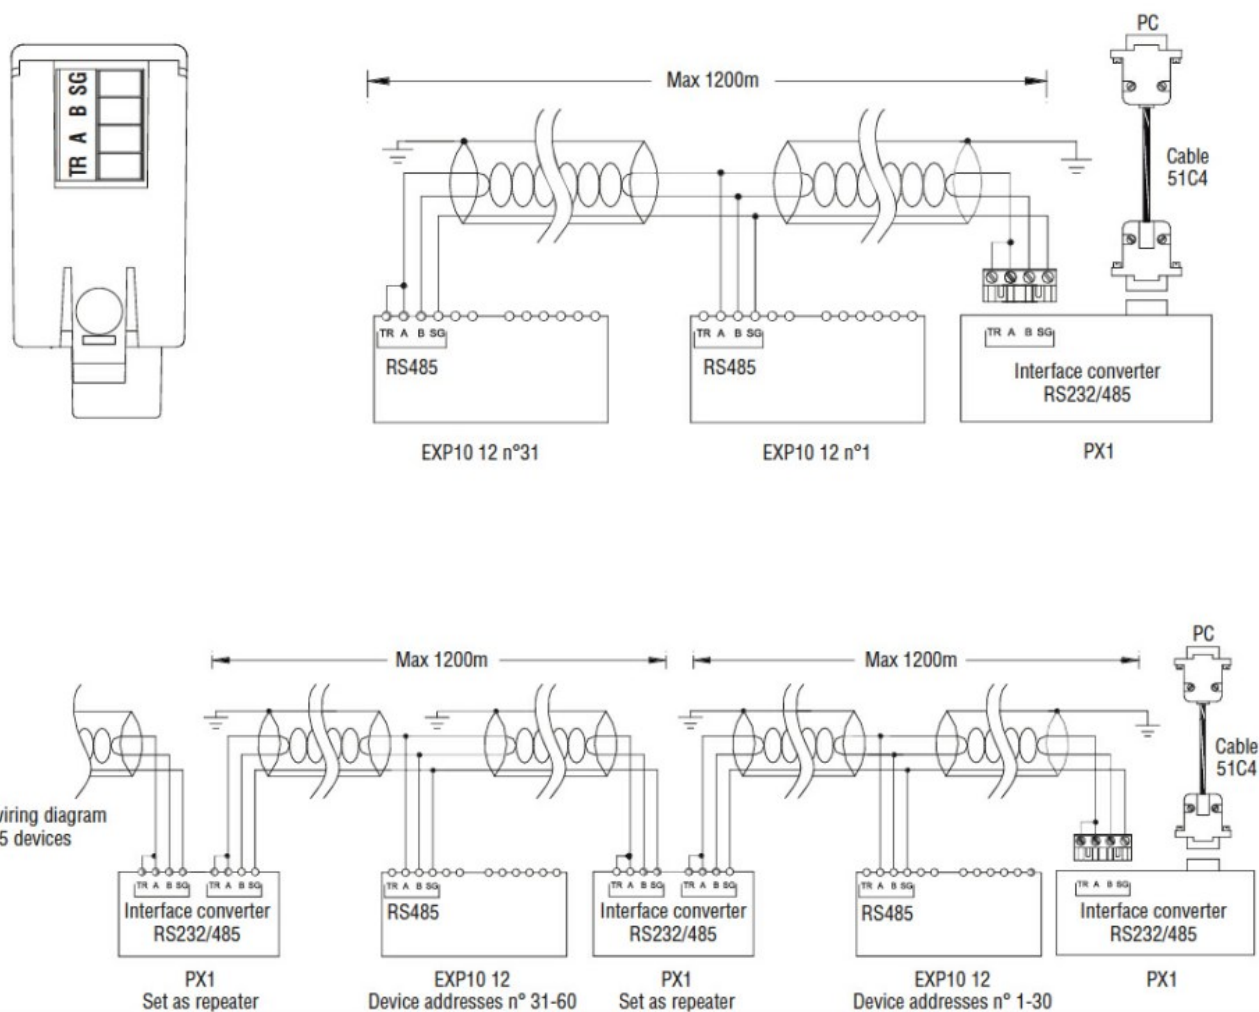 SG
B
A
TR
Max 1200m
PC
Cable
51C4
TR A B SG
RS485
TR A B SG
RS485
TR A B SG
Interface converter
RS232/485
EXP10 12 n°31
EXP10 12 n°1
PX1
Max 1200m
Max 1200m
PC
Cable
51C4
wiring diagram
5 devices
TR A B SG
TR A B SG
Interface converter
RS232/485
TR A B SG
RS485
TR A B SG
TR A B SG
Interface converter
RS232/485
TR A B SG
RS485
TR A B SG
Interface converter
RS232/485
PX1
Set as repeater
EXP10 12
Device addresses n° 31-60
PX1
Set as repeater
EXP10 12
Device addresses n° 1-30
PX1